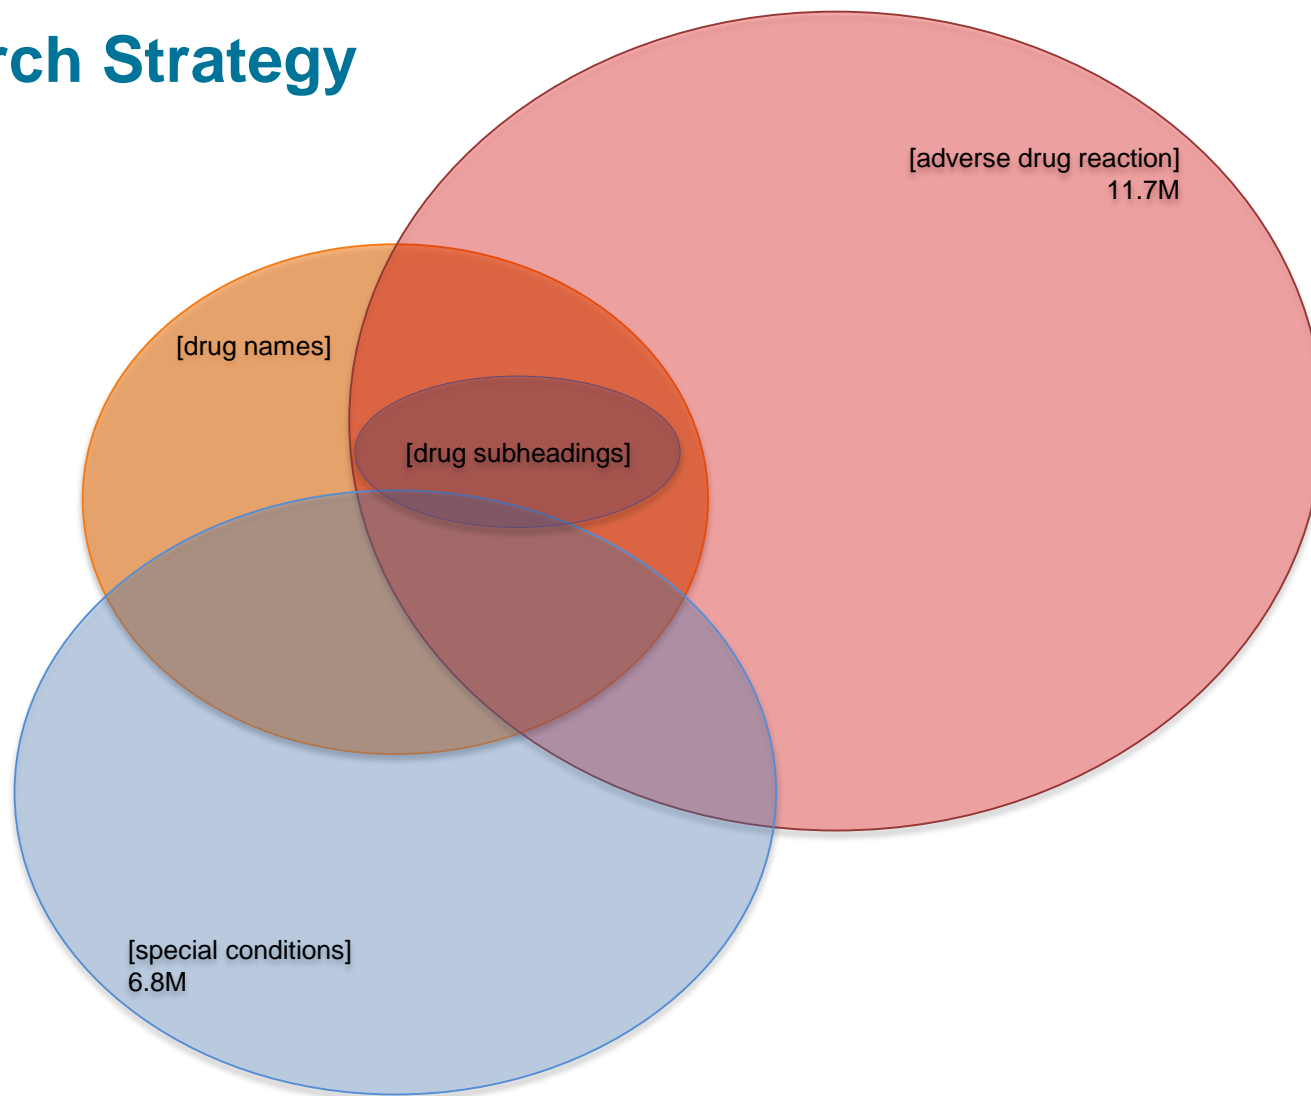 rch Strategy
[adverse drug reaction]
11.7M
[drug names]
[drug subheadings]
[special conditions]
6.8M